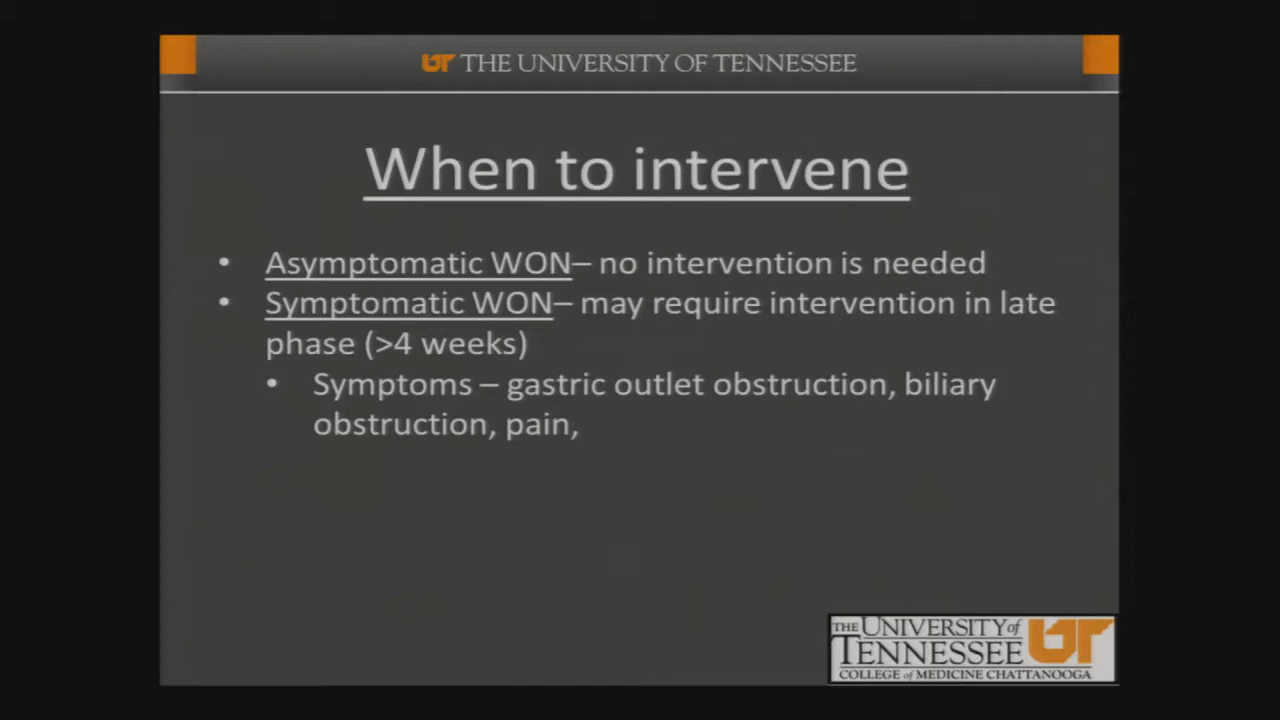 UT THE UNIVERSITY OF TENNESSEE
When to intervene
• Asymptomatic WON– no intervention is needed
• Symptomatic WON– may require intervention in late
phase (>4 weeks)
• Symptoms – gastric outlet obstruction, biliary
obstruction, pain,
THE UNIVERSITY of
TENNESSEE UT
COLLEGE of MEDICINE CHATTANOOGA